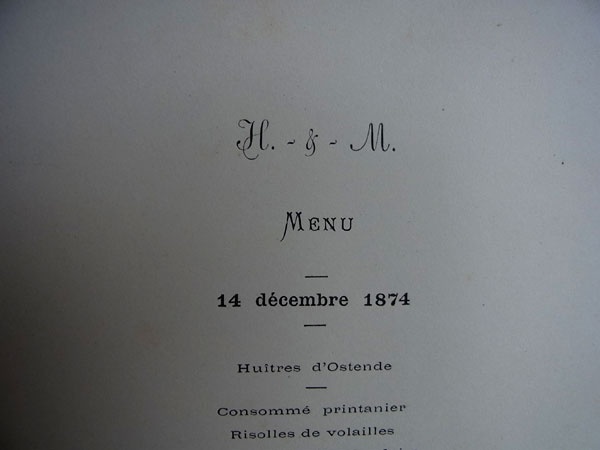 H. - & - M.
MENU
14 décembre 1874
Huîtres d'Ostende
Consommé printanier
Risolles de volailles